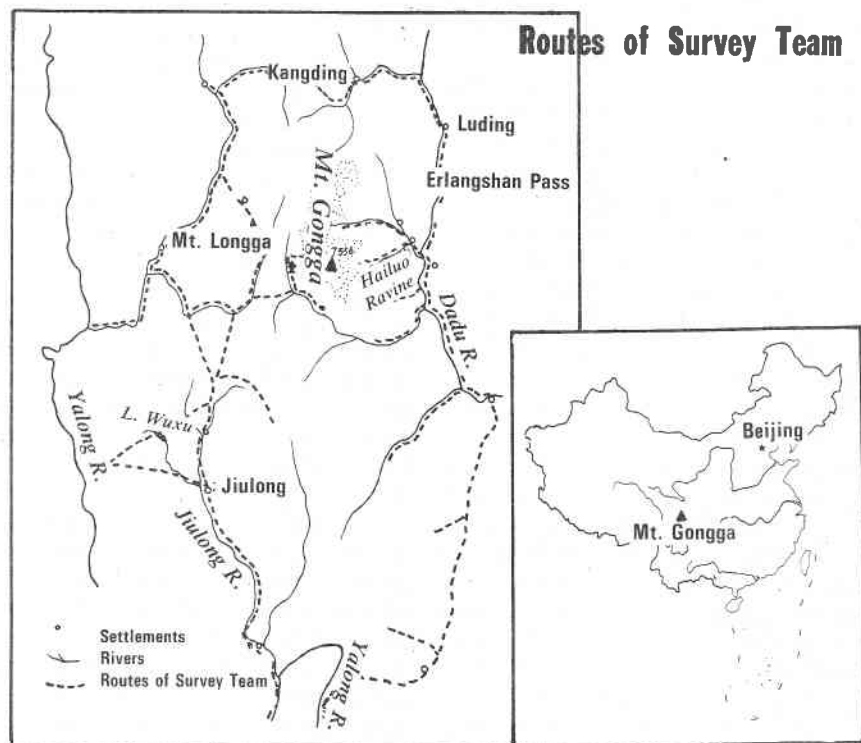 Routes of Survey Team
Kangding
Luding
Mt. Gongga
Erlangshan Pass
Mt. Longga
7556
Hailuo
Ravine
Dadu R.
Yalong R.
L. Wuxu
Jiulong
Jiulong R.
Settlements
Rivers
Routes of Survey Team
Yalong R.
Beijing
Mt. Gongga